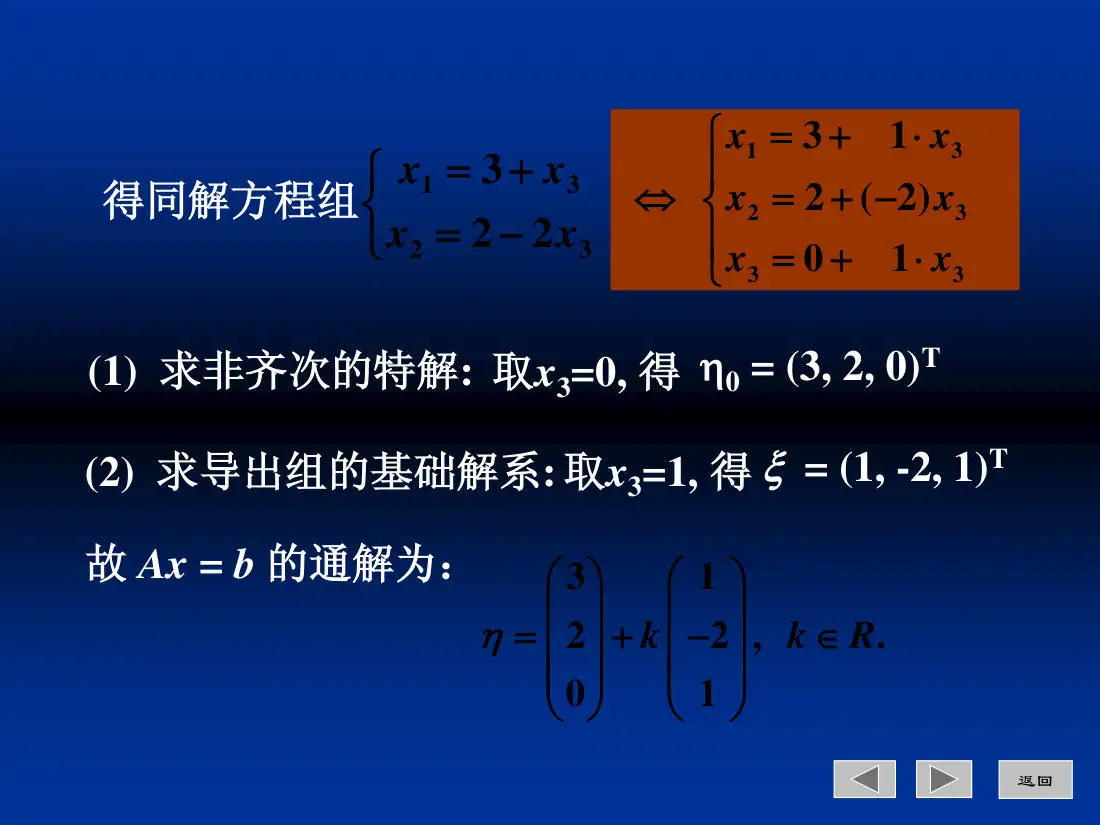 得同解方程组 { x₁ = 3 + x₃
x₂ = 2 − 2x₃
⇔ { x₁ = 3 + 1· x₃
x₂ = 2 + (−2) x₃
x₃ = 0 + 1· x₃
(1) 求非齐次的特解: 取x₃=0, 得 η₀ = (3, 2, 0)ᵀ
(2) 求导出组的基础解系: 取x₃=1, 得 ξ = (1, -2, 1)ᵀ
故 Ax = b 的通解为:
η = (3 2 0) + k (1 −2 1), k ∈ R.
返回